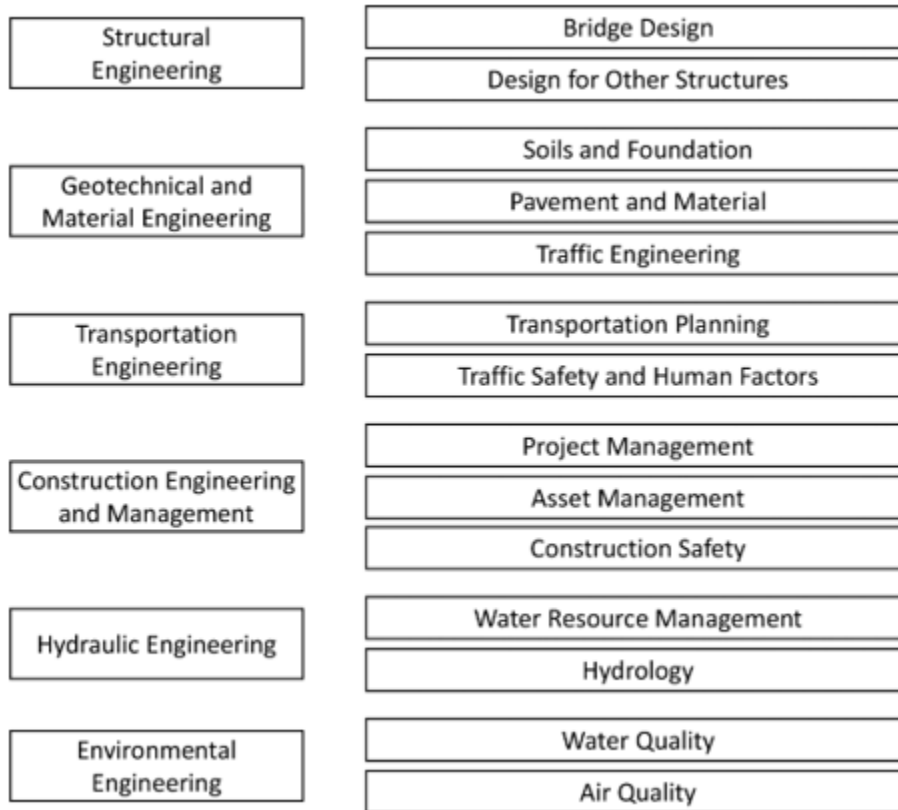 Structural
Engineering
Bridge Design
Design for Other Structures
Geotechnical and
Material Engineering
Soils and Foundation
Pavement and Material
Traffic Engineering
Transportation
Engineering
Transportation Planning
Traffic Safety and Human Factors
Construction Engineering
and Management
Project Management
Asset Management
Construction Safety
Hydraulic Engineering
Water Resource Management
Hydrology
Environmental
Engineering
Water Quality
Air Quality